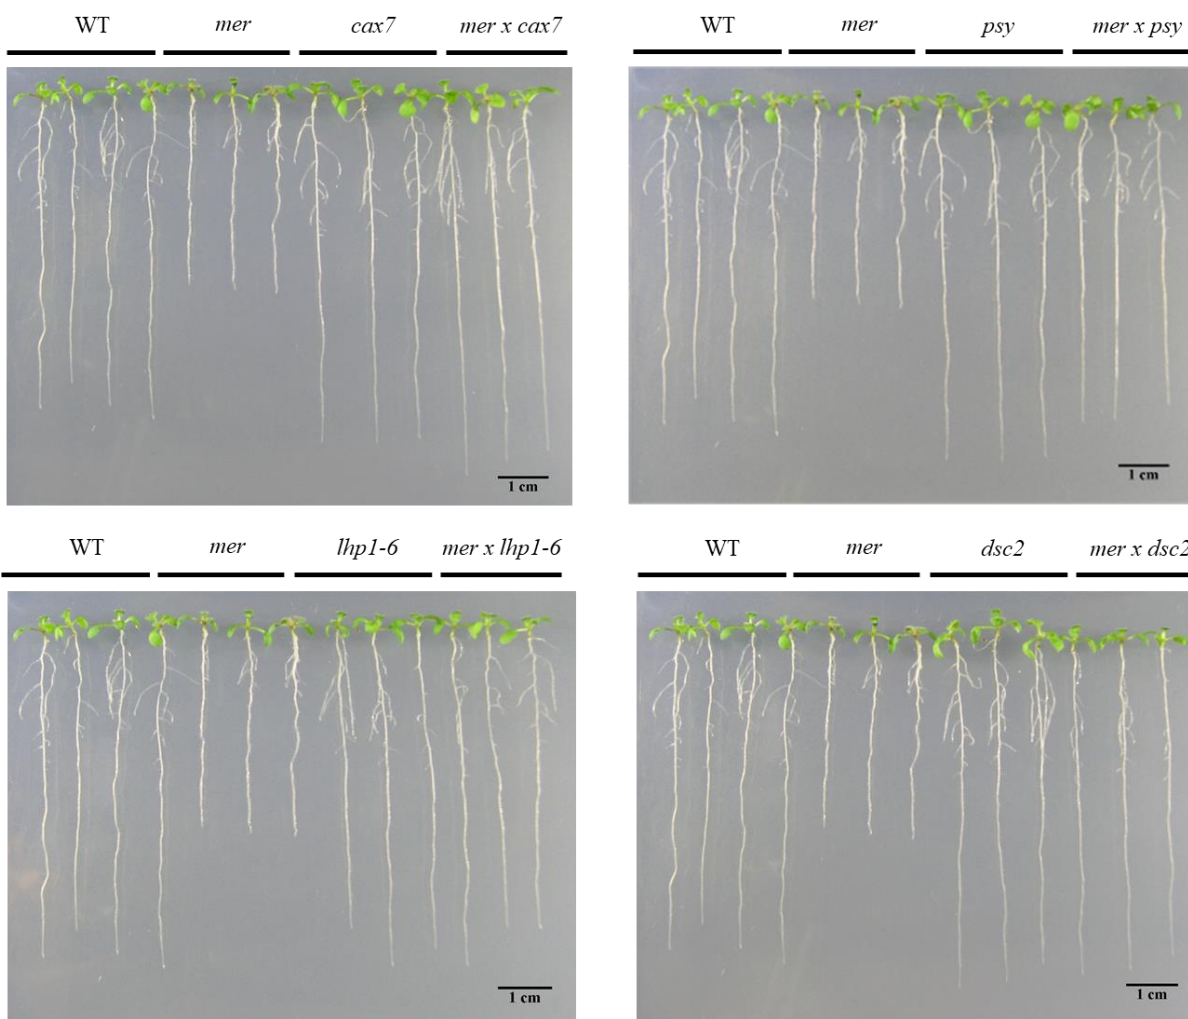 WT mer cax7 mer x cax7
1 cm
WT mer psy mer x psy
1 cm
WT mer lhp1-6 mer x lhp1-6
1 cm
WT mer dsc2 mer x dsc2
1 cm